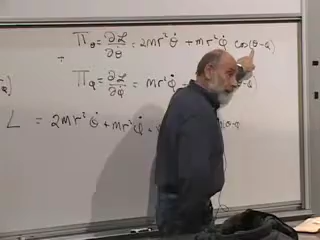 Π_θ = ∂ℒ/∂θ̇ = 2mr²θ̇ + mr²φ̇ cos(θ-φ)
Π_φ = ∂ℒ/∂φ̇ = mr²φ̇
L = 2mr²θ̇ + mr²φ̇ +